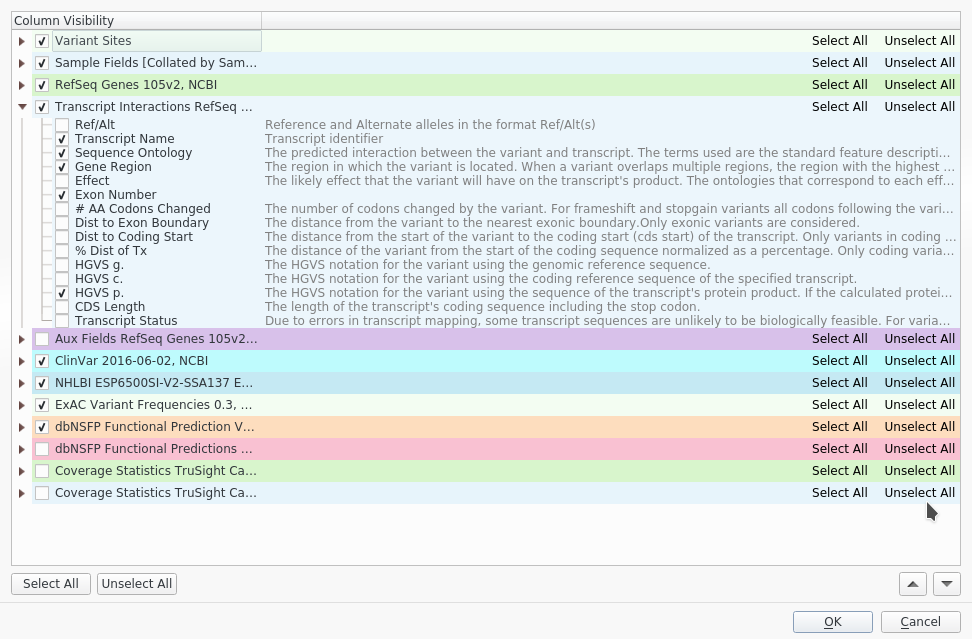 Column Visibility
Variant Sites Select All Unselect All
Sample Fields [Collated by Sam... Select All Unselect All
RefSeq Genes 105v2, NCBI Select All Unselect All
Transcript Interactions RefSeq ... Select All Unselect All
Ref/Alt Reference and Alternate alleles in the format Ref/Alt(s)
Transcript Name Transcript identifier
Sequence Ontology The predicted interaction between the variant and transcript. The terms used are the standard feature descripti...
Gene Region The region in which the variant is located. When a variant overlaps multiple regions, the region with the highest ...
Effect The likely effect that the variant will have on the transcript's product. The ontologies that correspond to each eff...
Exon Number
# AA Codons Changed The number of codons changed by the variant. For frameshift and stopgain variants all codons following the vari...
Dist to Exon Boundary The distance from the variant to the nearest exonic boundary.Only exonic variants are considered.
Dist to Coding Start The distance from the start of the variant to the coding start (cds start) of the transcript. Only variants in coding ...
% Dist of Tx The distance of the variant from the start of the coding sequence normalized as a percentage. Only coding varia...
HGVS g. The HGVS notation for the variant using the genomic reference sequence.
HGVS c. The HGVS notation for the variant using the coding reference sequence of the specified transcript.
HGVS p. The HGVS notation for the variant using the sequence of the transcript's protein product. If the calculated protei...
CDS Length The length of the transcript's coding sequence including the stop codon.
Transcript Status Due to errors in transcript mapping, some transcript sequences are unlikely to be biologically feasible. For varia...
Aux Fields RefSeq Genes 105v2... Select All Unselect All
ClinVar 2016-06-02, NCBI Select All Unselect All
NHLBI ESP6500SI-V2-SSA137 E... Select All Unselect All
ExAC Variant Frequencies 0.3, ... Select All Unselect All
dbNSFP Functional Prediction V... Select All Unselect All
dbNSFP Functional Predictions ... Select All Unselect All
Coverage Statistics TruSight Ca... Select All Unselect All
Coverage Statistics TruSight Ca... Select All Unselect All
Select All Unselect All
OK Cancel